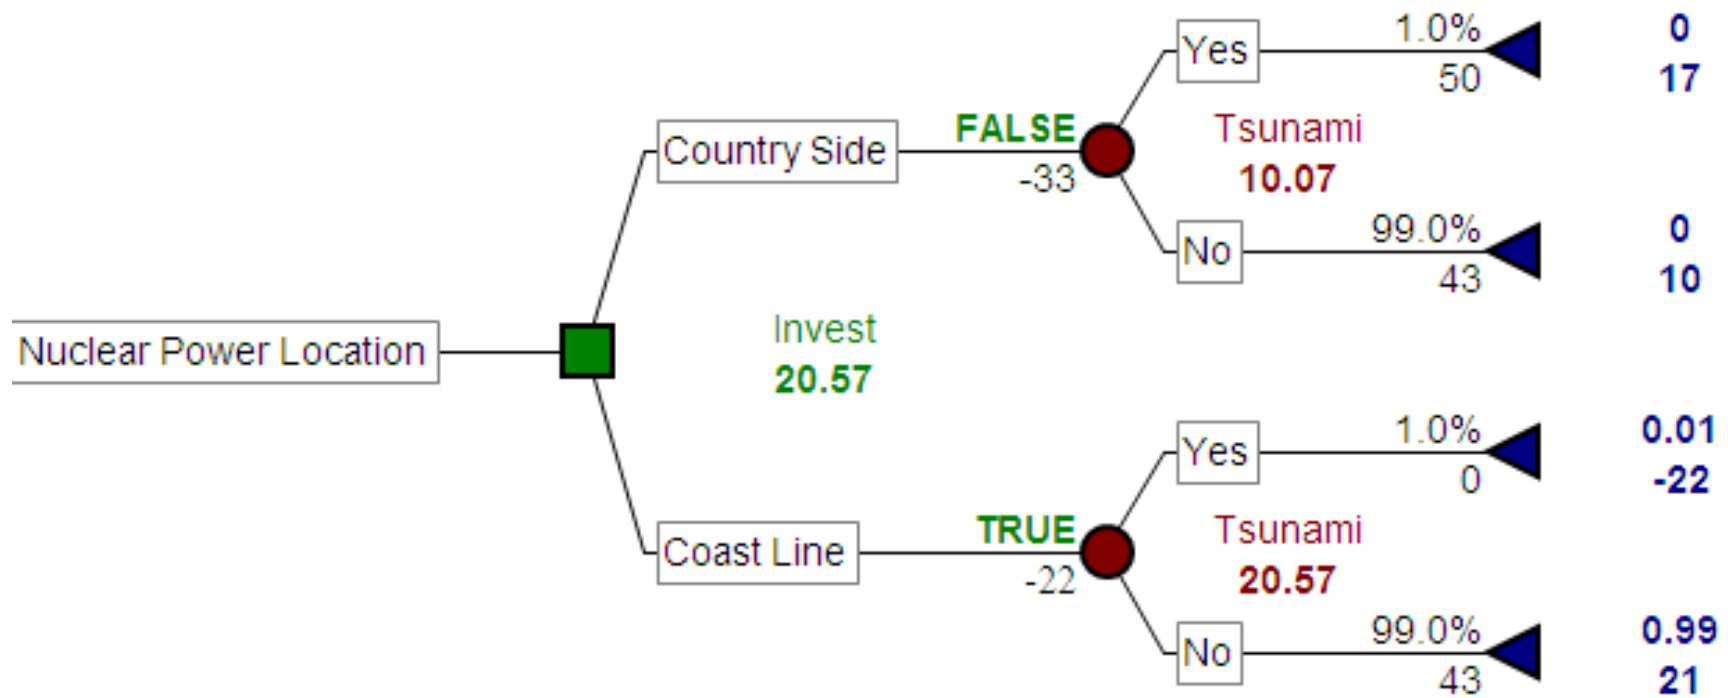 1.0%
0
Yes
50
17
FALSE
Tsunami
Country Side
-33
10.07
99.0%
0
No
43
10
Invest
Nuclear Power Location
20.57
1.0%
0.01
Yes
0
-22
TRUE
Tsunami
Coast Line
-22
20.57
99.0%
0.99
No
43
21